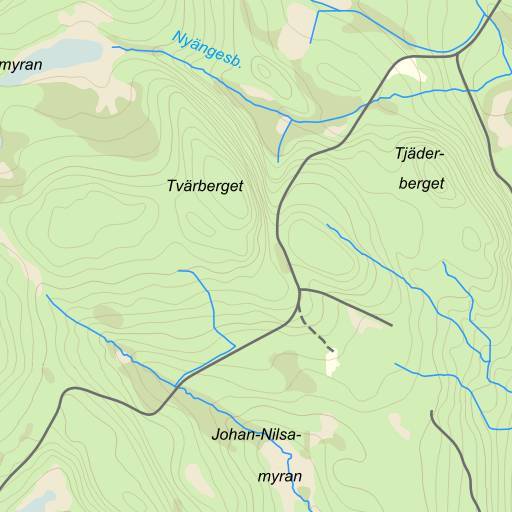 Nyängesb.
myran
Tjäder-
berget
Tvärberget
Johan-Nilsa-
myran